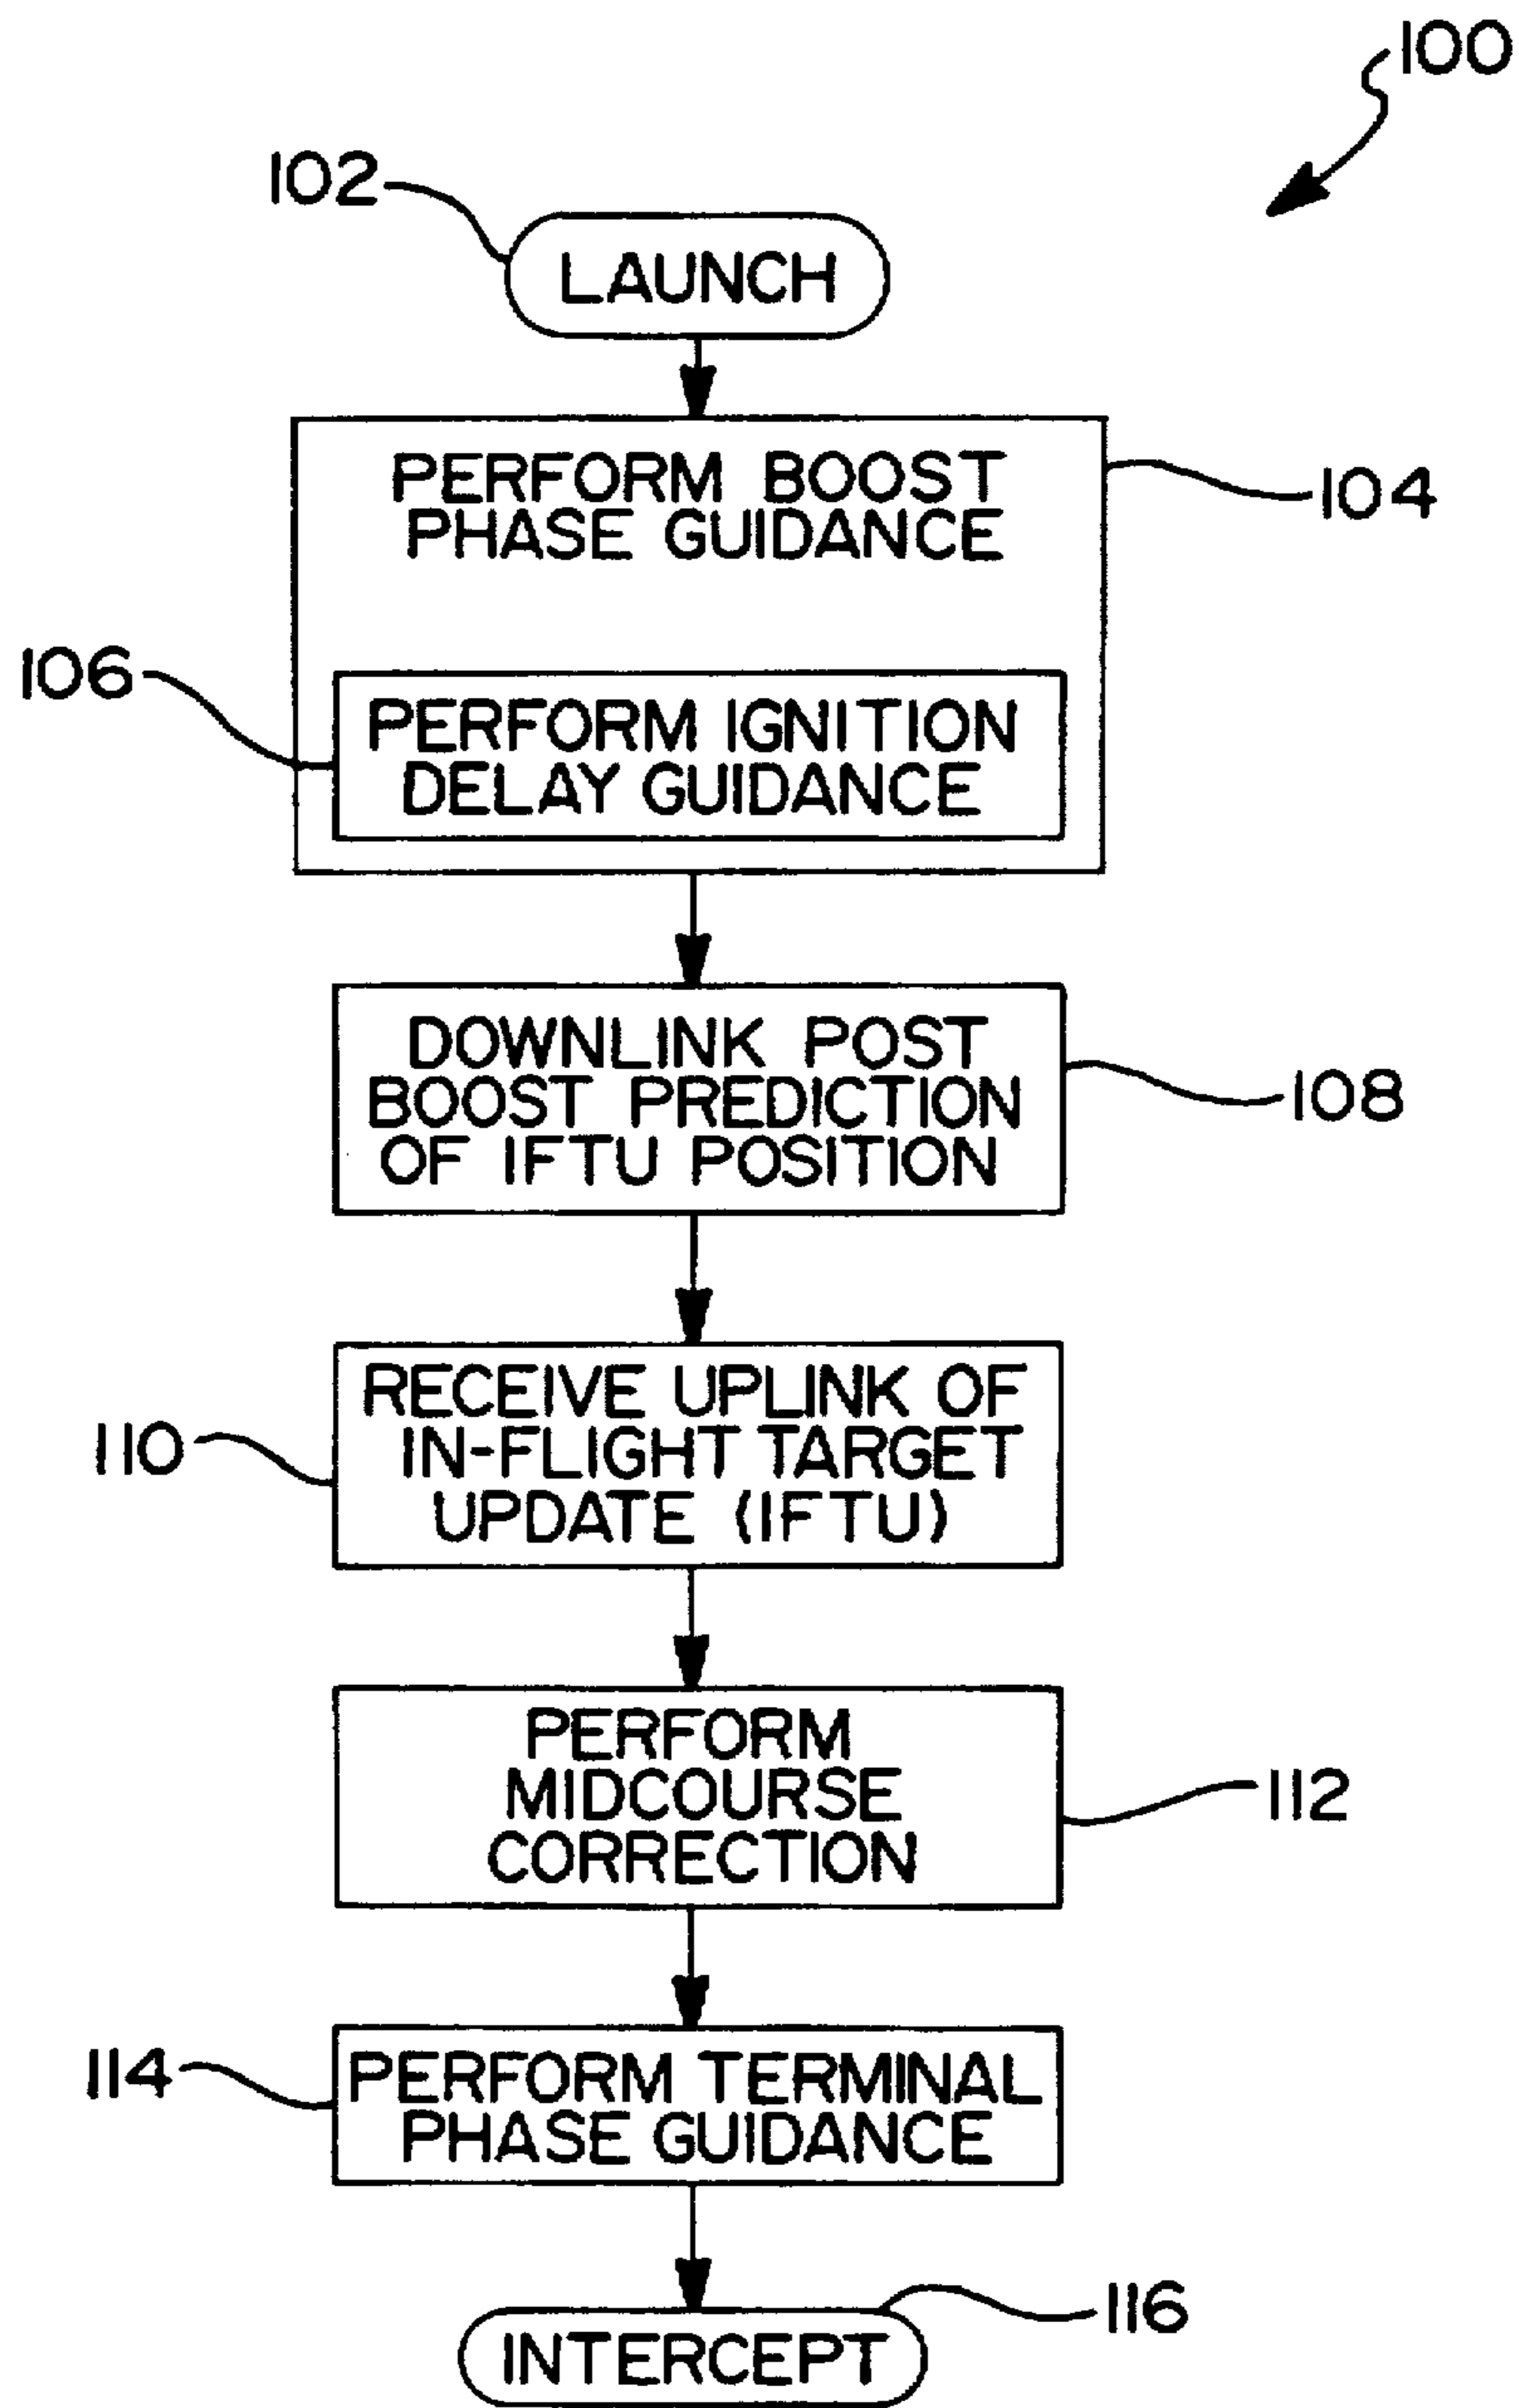 100
102
LAUNCH
PERFORM BOOST
PHASE GUIDANCE
104
106
PERFORM IGNITION
DELAY GUIDANCE
DOWNLINK POST
BOOST PREDICTION
OF IFTU POSITION
108
RECEIVE UPLINK OF
IN-FLIGHT TARGET
UPDATE (IFTU)
110
PERFORM
MIDCOURSE
CORRECTION
112
114
PERFORM TERMINAL
PHASE GUIDANCE
116
INTERCEPT